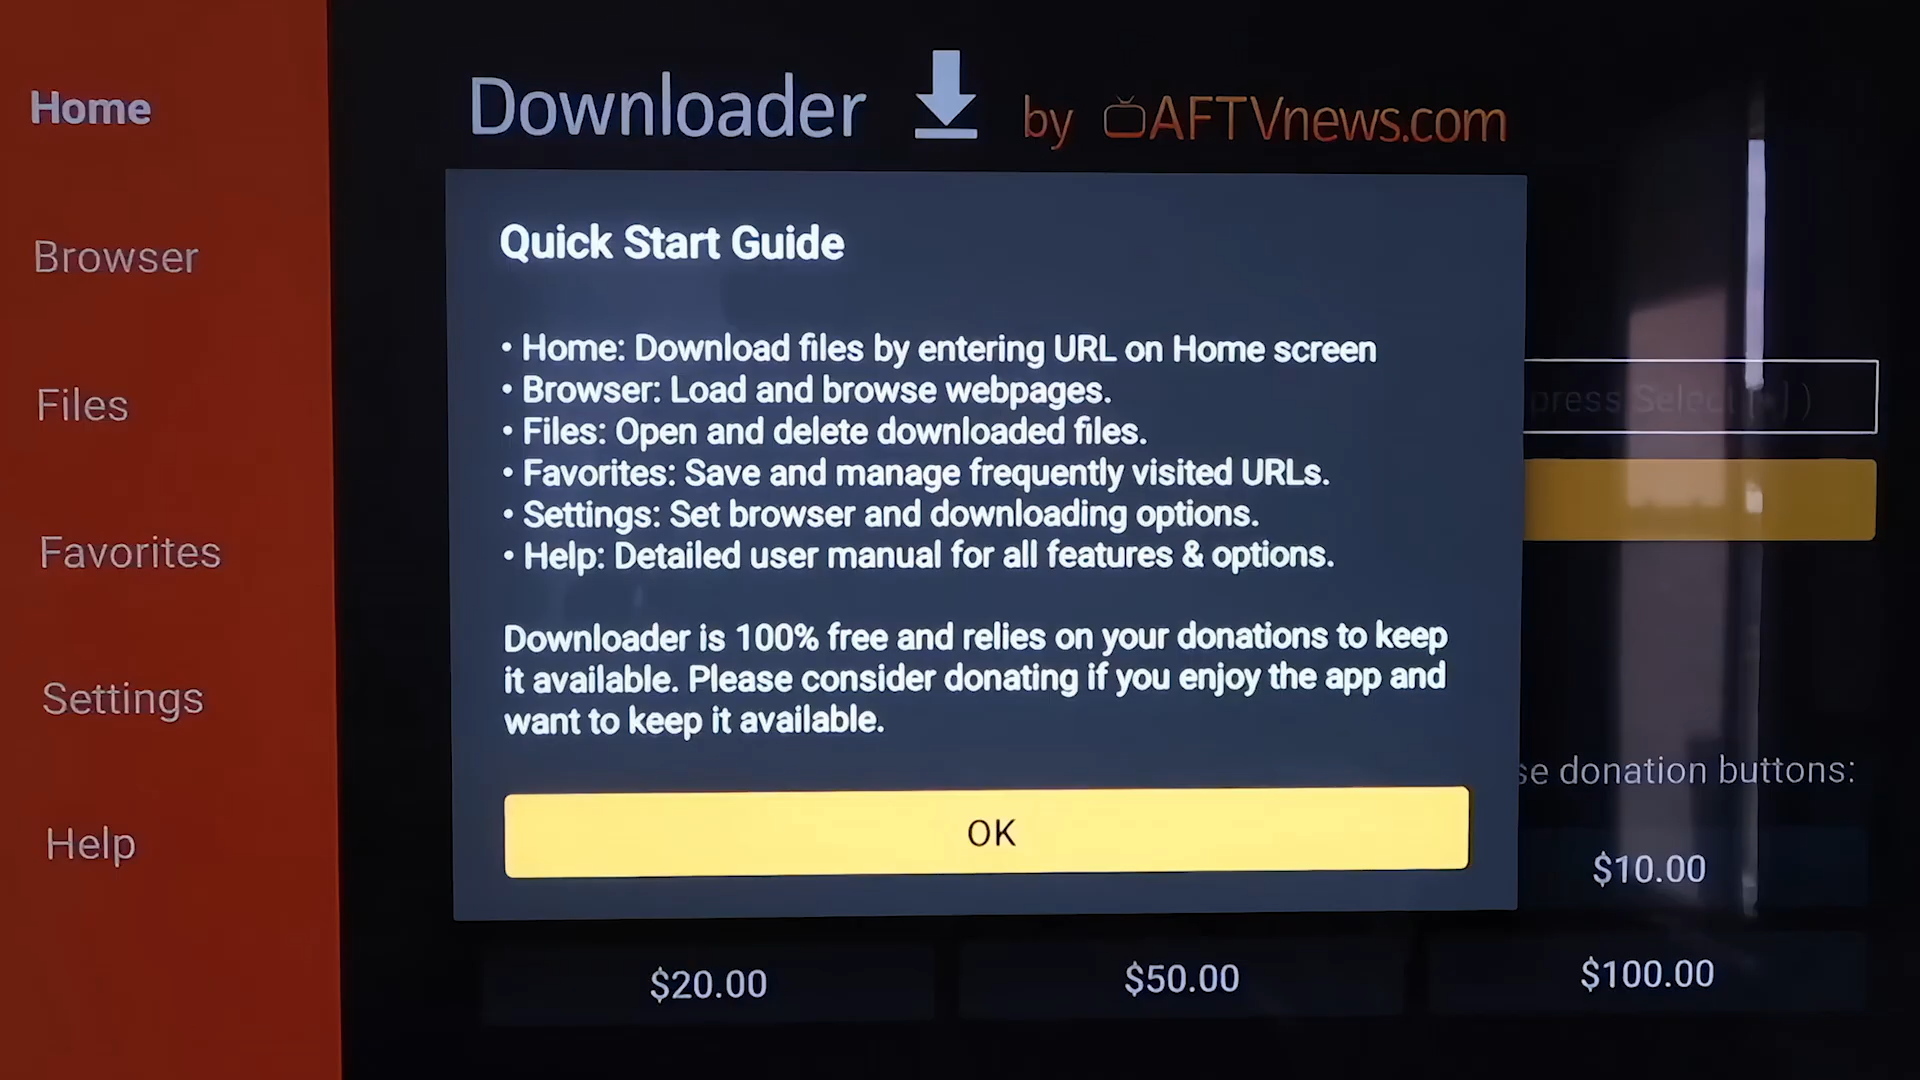 Home
Browser
Files
Favorites
Settings
Help
Downloader by AFTVnews.com
Quick Start Guide
• Home: Download files by entering URL on Home screen
• Browser: Load and browse webpages.
• Files: Open and delete downloaded files.
• Favorites: Save and manage frequently visited URLs.
• Settings: Set browser and downloading options.
• Help: Detailed user manual for all features & options.
Downloader is 100% free and relies on your donations to keep
it available. Please consider donating if you enjoy the app and
want to keep it available.
OK
press Select
se donation buttons:
$10.00
$20.00 $50.00 $100.00